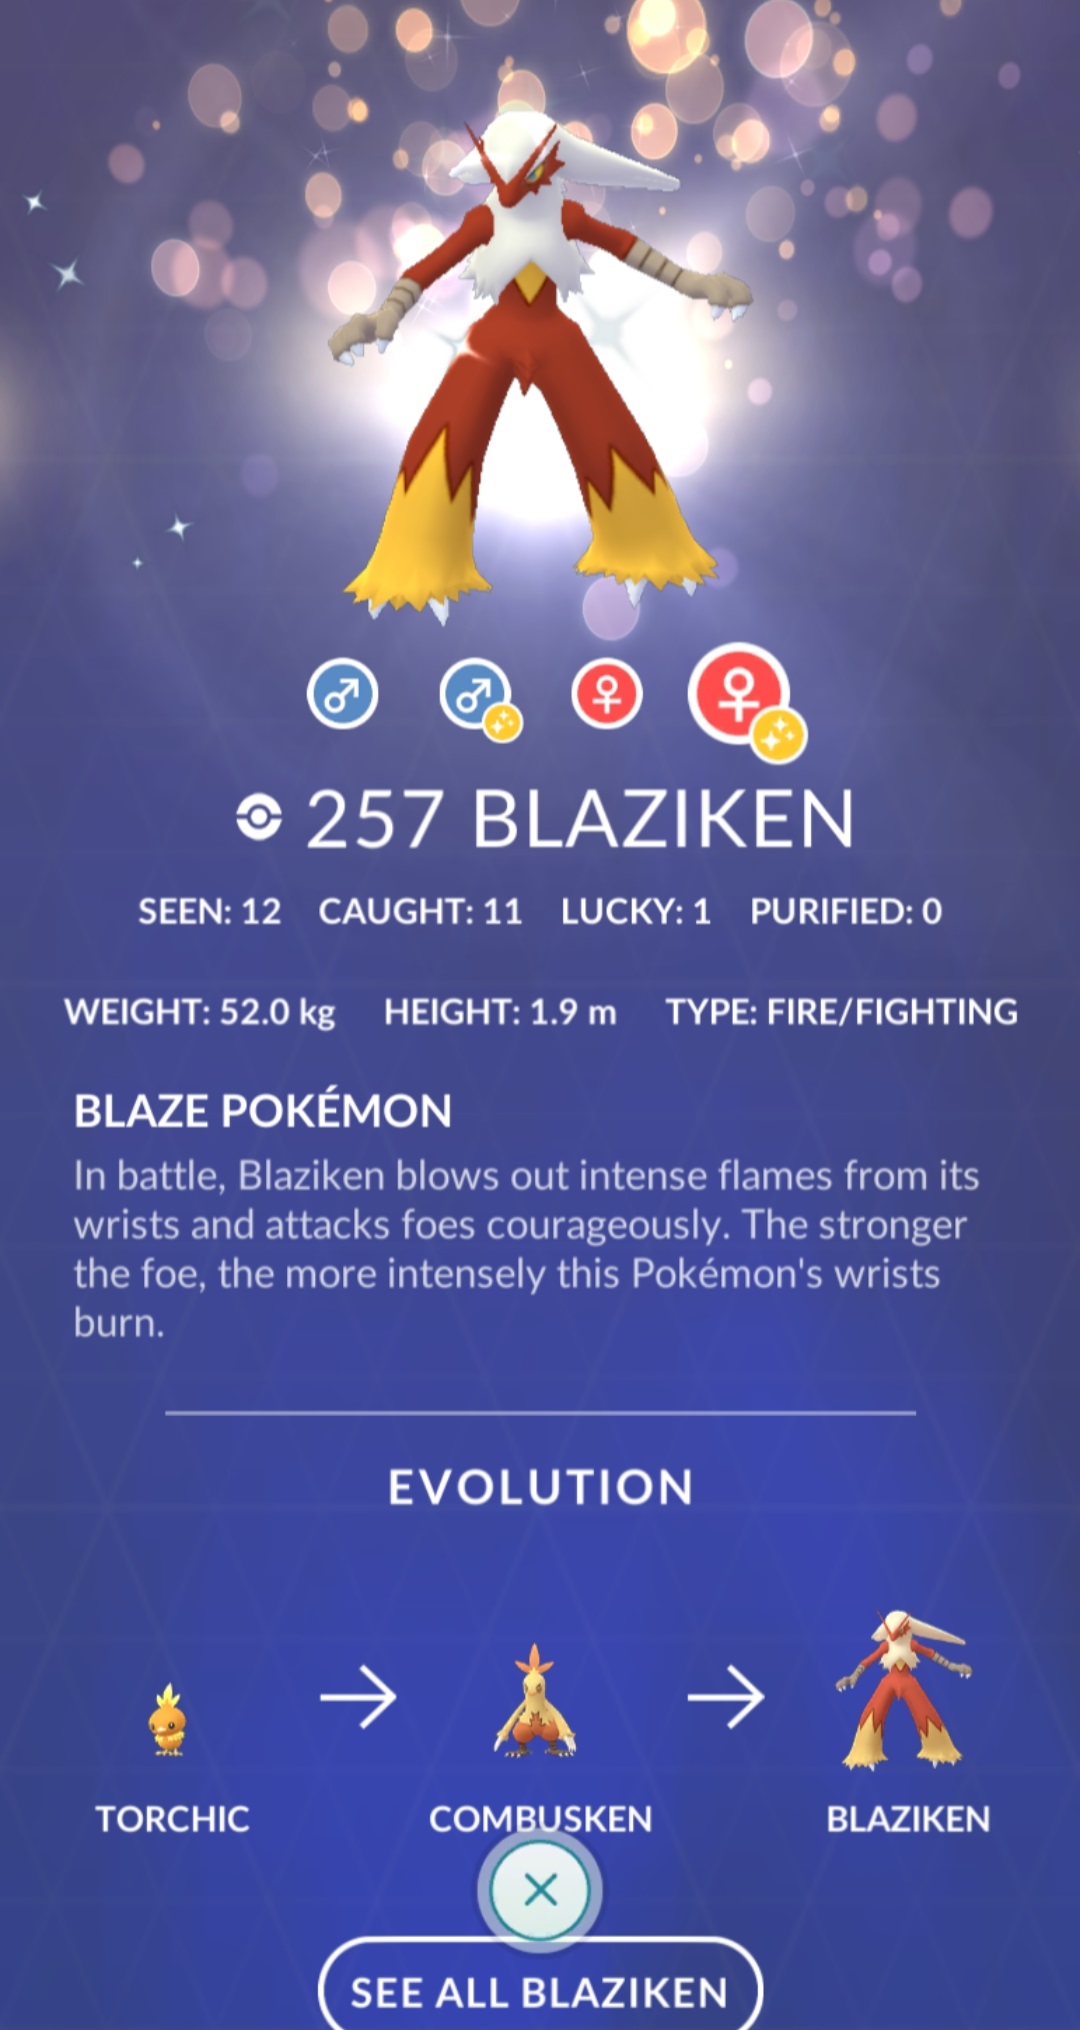 257 BLAZIKEN
SEEN: 12 CAUGHT: 11 LUCKY: 1 PURIFIED: 0
WEIGHT: 52.0 kg HEIGHT: 1.9 m TYPE: FIRE/FIGHTING
BLAZE POKÉMON
In battle, Blaziken blows out intense flames from its
wrists and attacks foes courageously. The stronger
the foe, the more intensely this Pokémon's wrists
burn.
EVOLUTION
TORCHIC COMBUSKEN BLAZIKEN
SEE ALL BLAZIKEN